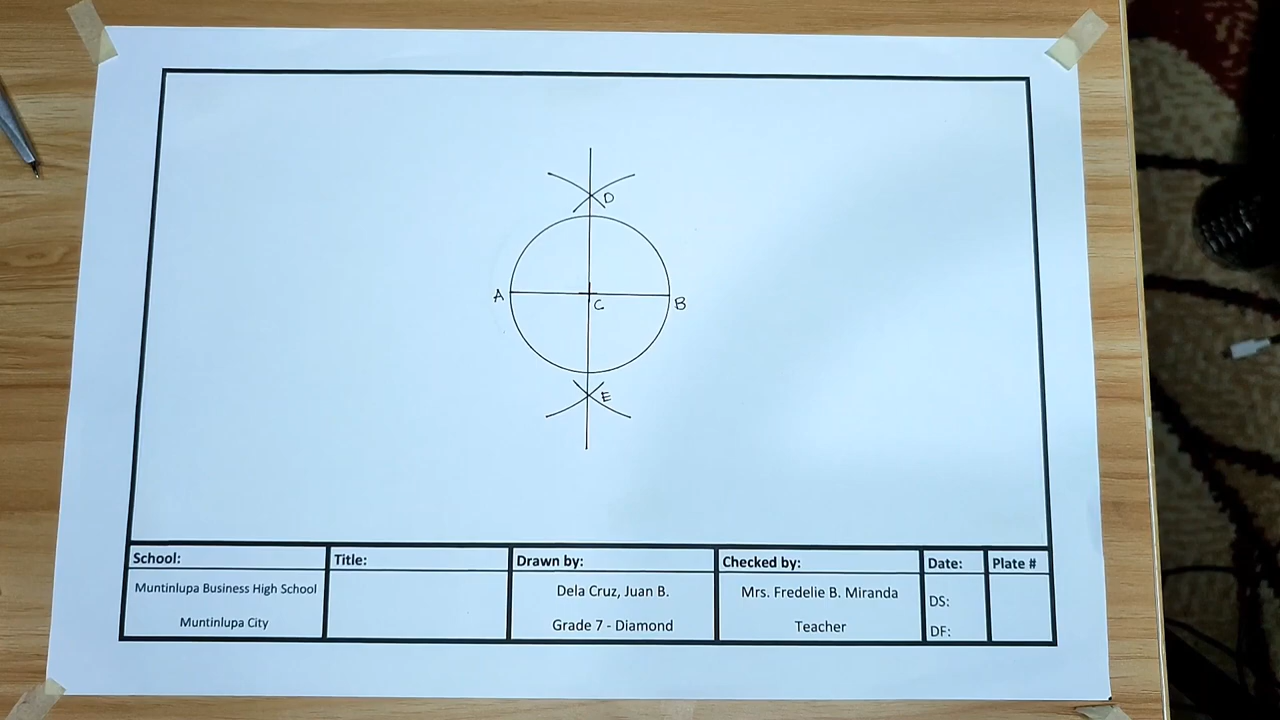 D
A
C
B
E
School:
Title:
Drawn by:
Checked by:
Date:
Plate #
Muntinlupa Business High School
Muntinlupa City
Dela Cruz, Juan B.
Grade 7 - Diamond
Mrs. Fredelie B. Miranda
Teacher
DS:
DF: